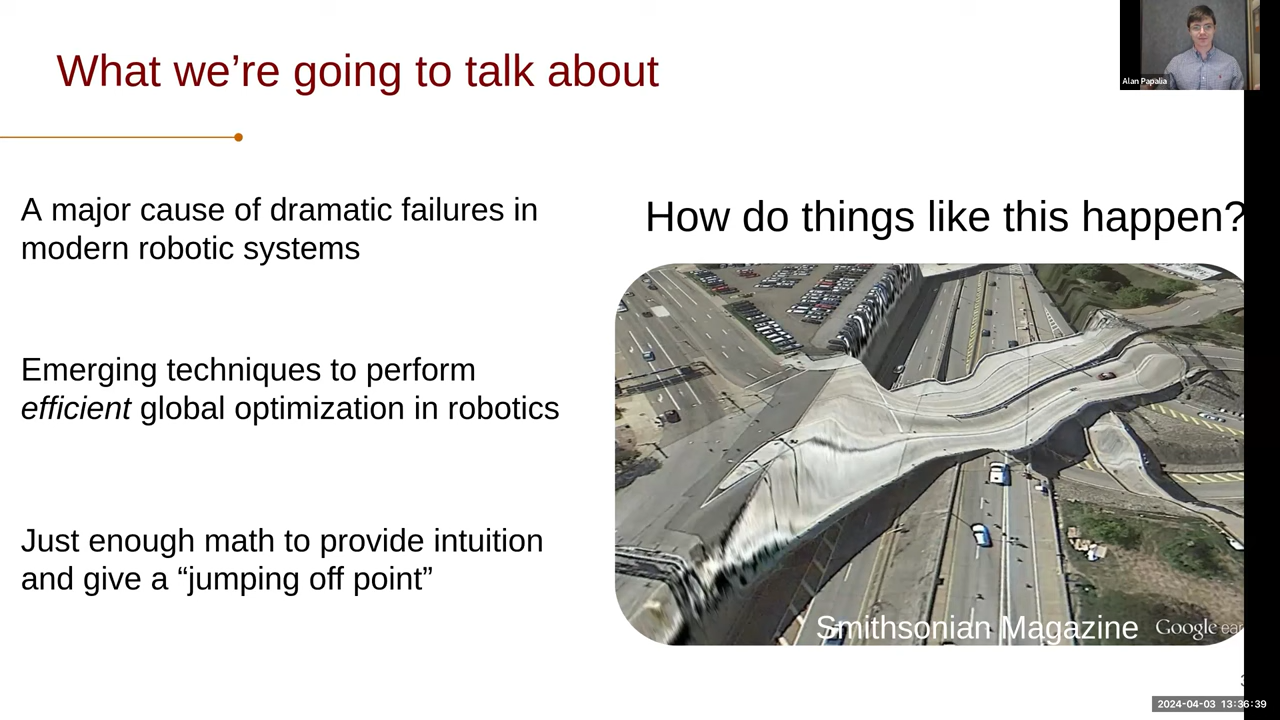 What we’re going to talk about
Alan Papalia
A major cause of dramatic failures in
modern robotic systems
Emerging techniques to perform
efficient global optimization in robotics
Just enough math to provide intuition
and give a “jumping off point”
How do things like this happen?
Smithsonian Magazine
Google ear
2024-04-03 13:36:39